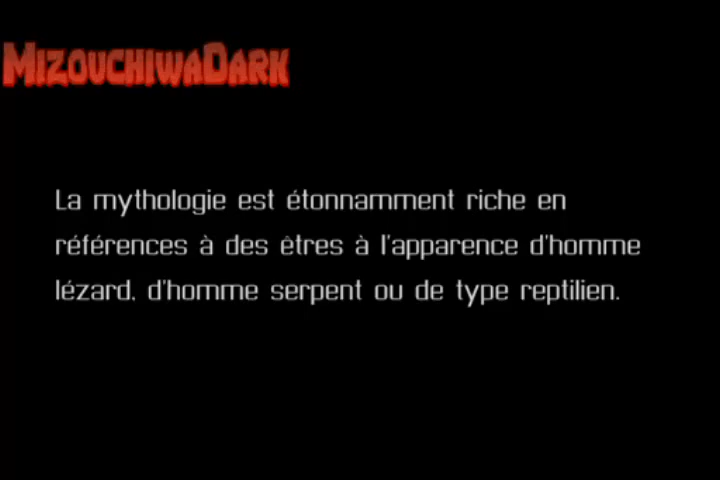 MizouchiwaDark
La mythologie est étonnamment riche en
références à des êtres à l'apparence d'homme
lézard, d'homme serpent ou de type reptilien.